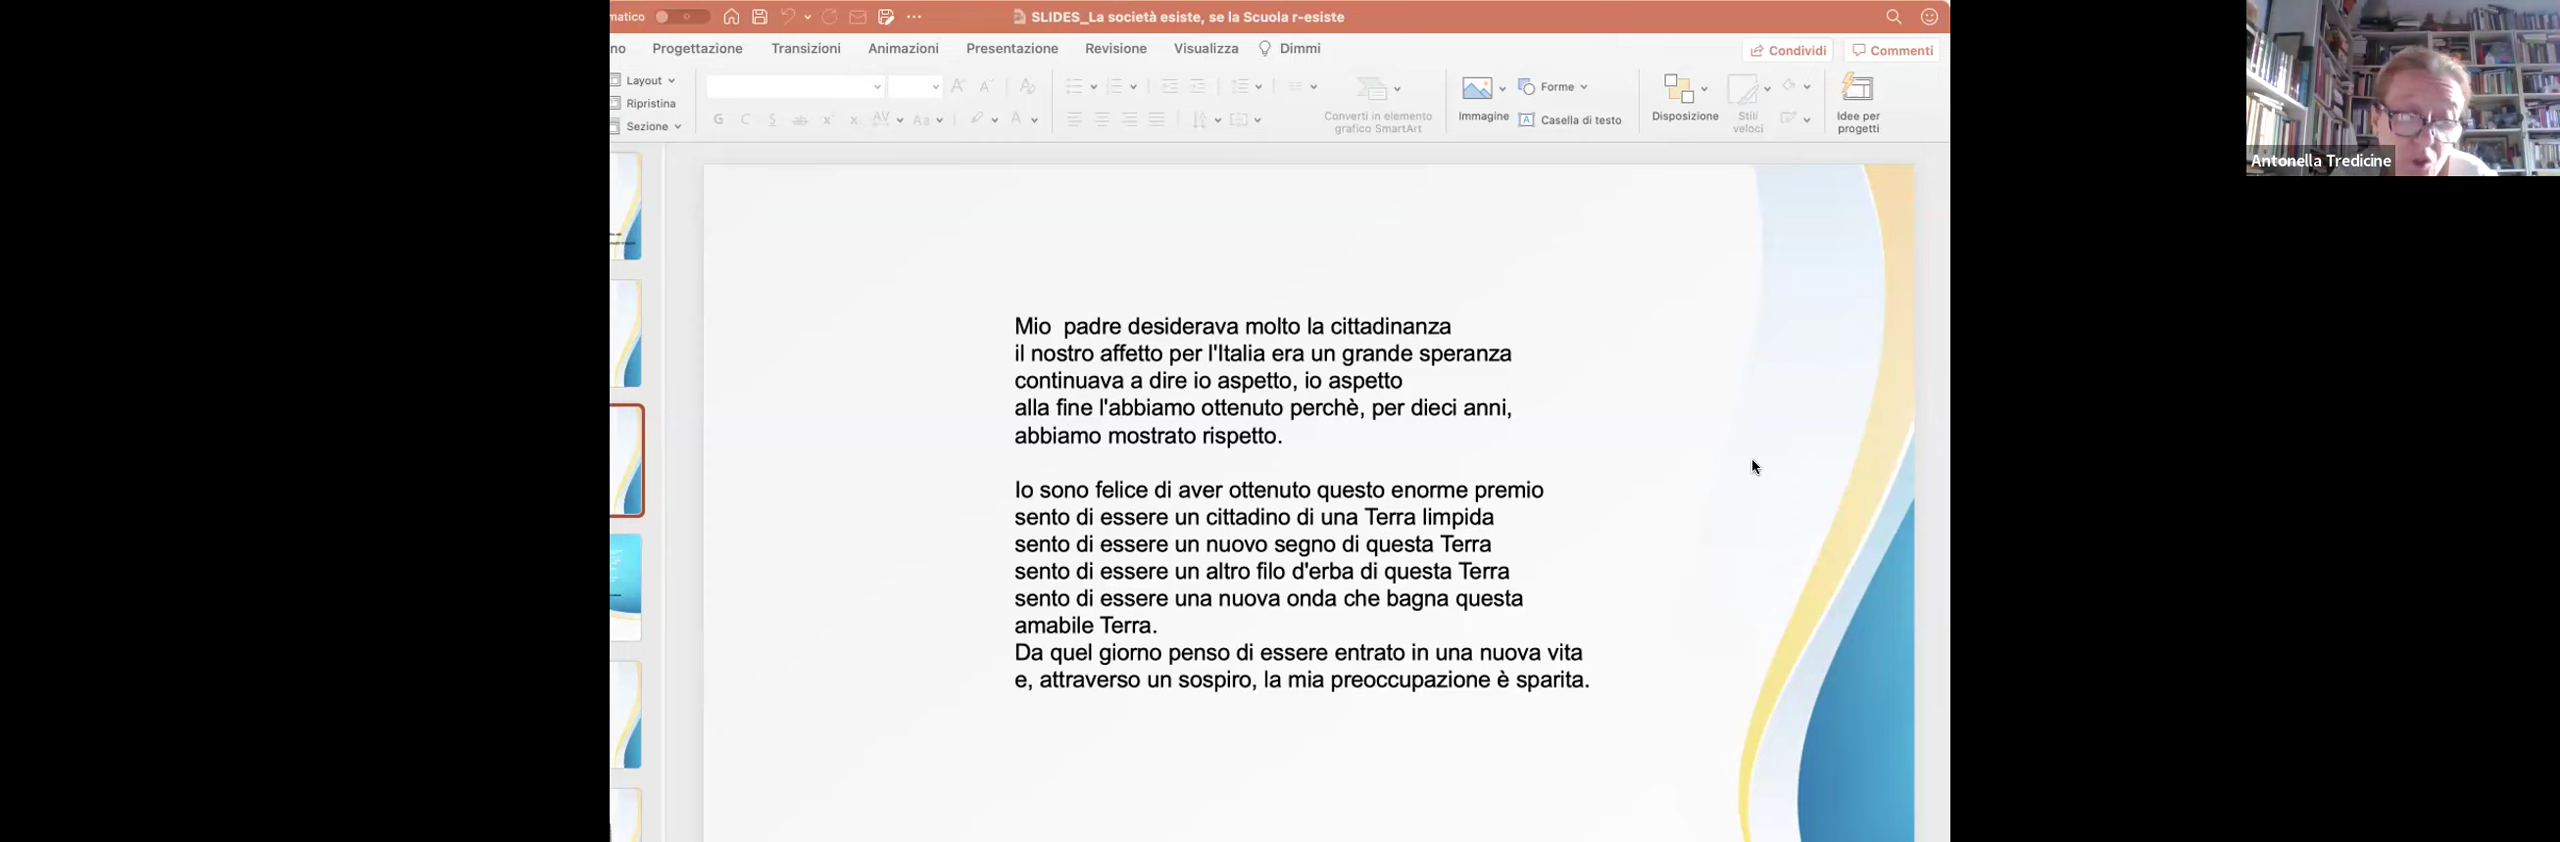 matico
SLIDES_La società esiste, se la Scuola r-esiste
no Progettazione Transizioni Animazioni Presentazione Revisione Visualizza Dimmi
Condividi Commenti
Layout
Ripristina
Sezione
G C S ab x x AV Aa A
Converti in elemento
grafico SmartArt
Immagine
Forme
Casella di testo
Disposizione
Stili
veloci
Idee per
progetti
Antonella Tredicine
Mio  padre desiderava molto la cittadinanza
il nostro affetto per l'Italia era un grande speranza
continuava a dire io aspetto, io aspetto
alla fine l'abbiamo ottenuto perchè, per dieci anni,
abbiamo mostrato rispetto.
Io sono felice di aver ottenuto questo enorme premio
sento di essere un cittadino di una Terra limpida
sento di essere un nuovo segno di questa Terra
sento di essere un altro filo d'erba di questa Terra
sento di essere una nuova onda che bagna questa
amabile Terra.
Da quel giorno penso di essere entrato in una nuova vita
e, attraverso un sospiro, la mia preoccupazione è sparita.